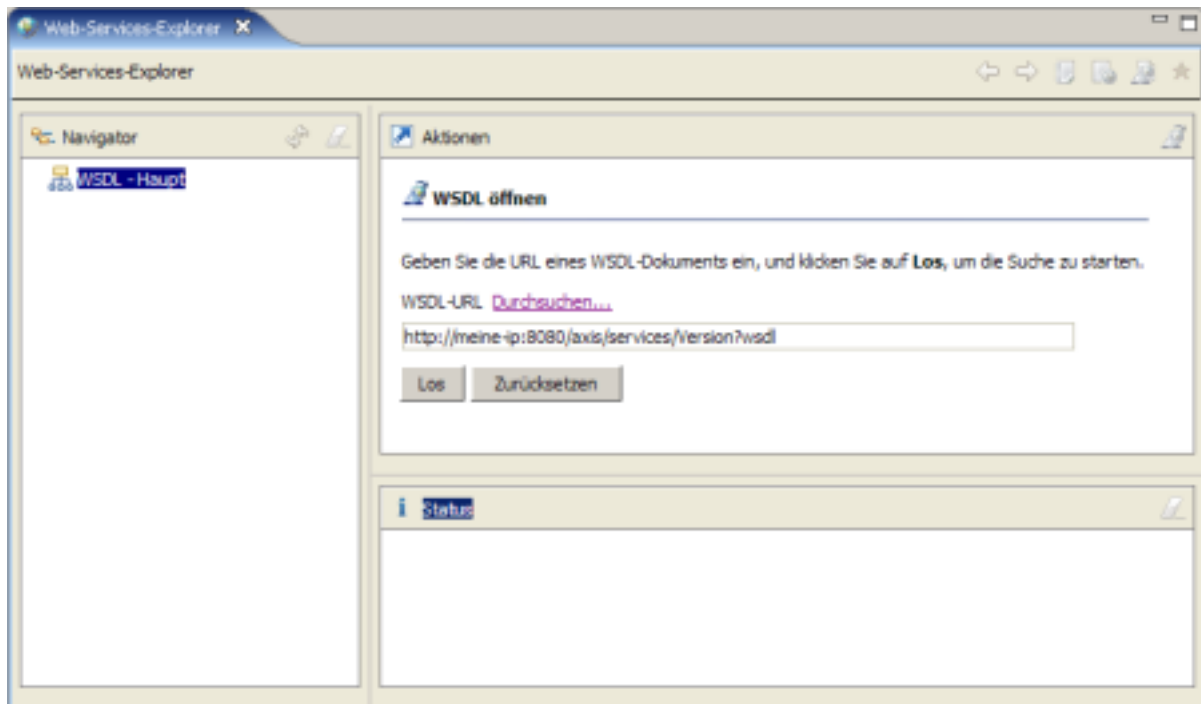 Web-Services-Explorer
Web-Services-Explorer
Navigator
WSDL - Haupt
Aktionen
WSDL öffnen
Geben Sie die URL eines WSDL-Dokuments ein, und klicken Sie auf Los, um die Suche zu starten.
WSDL-URL Durchsuchen...
http://meine-ip:8080/axis/services/Version?wsdl
Los Zurücksetzen
i Status